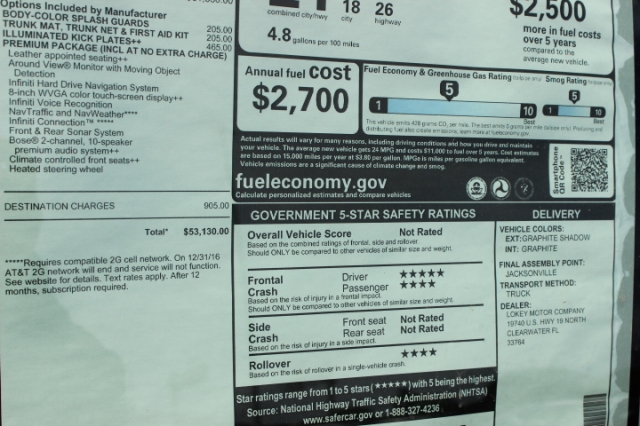 Options Included by Manufacturer
BODY-COLOR SPLASH GUARDS 205.00
TRUNK MAT, TRUNK NET & FIRST AID KIT 205.00
ILLUMINATED KICK PLATES++ 465.00
PREMIUM PACKAGE (INCL AT NO EXTRA CHARGE)
Leather appointed seating++
Around View® Monitor with Moving Object
Detection
Infiniti Hard Drive Navigation System
8-inch WVGA color touch-screen display++
Infiniti Voice Recognition
NavTraffic and NavWeather****
Infiniti Connection ™ *****
Front & Rear Sonar System
Bose® 2-channel, 10-speaker
premium audio system++
Climate controlled front seats++
Heated steering wheel
DESTINATION CHARGES 905.00
Total* $53,130.00
*****Requires compatible 2G cell network. On 12/31/16
AT&T 2G network will end and service will not function.
See website for details. Text rates apply. After 12
months, subscription required.
combined city/hwy
18
city
26
highway
4.8 gallons per 100 miles
$2,500
more in fuel costs
over 5 years
compared to the
average new vehicle.
Annual fuel cost
$2,700
Fuel Economy & Greenhouse Gas Rating
5
1
10
Best
Smog Rating
5
1
10
Best
Actual results will vary for many reasons, including driving conditions and how you drive and maintain
your vehicle. The average new vehicle gets 24 MPG and costs $11,000 to fuel over 5 years. Cost estimates
are based on 15,000 miles per year at $3.80 per gallon. MPGe is miles per gasoline gallon equivalent.
Vehicle emissions are a significant cause of climate change and smog.
fueleconomy.gov
Calculate personalized estimates and compare vehicles
Smartphone
QR Code™
GOVERNMENT 5-STAR SAFETY RATINGS
Overall Vehicle Score Not Rated
Based on the combined ratings of frontal, side and rollover.
Should ONLY be compared to other vehicles of similar size and weight.
Frontal Driver ★★★★★
Crash Passenger ★★★★
Based on the risk of injury in a frontal impact.
Should ONLY be compared to other vehicles of similar size and weight.
Side Front seat Not Rated
Crash Rear seat Not Rated
Based on the risk of injury in a side impact.
Rollover ★★★★
Based on the risk of rollover in a single-vehicle crash.
Star ratings range from 1 to 5 stars (★★★★★) with 5 being the highest.
Source: National Highway Traffic Safety Administration (NHTSA)
www.safercar.gov or 1-888-327-4236
DELIVERY
VEHICLE COLORS:
EXT:GRAPHITE SHADOW
INT: GRAPHITE
FINAL ASSEMBLY POINT:
JACKSONVILLE
TRANSPORT METHOD:
TRUCK
DEALER:
LOKEY MOTOR COMPANY
19740 U.S. HWY 19 NORTH
CLEARWATER FL
33764